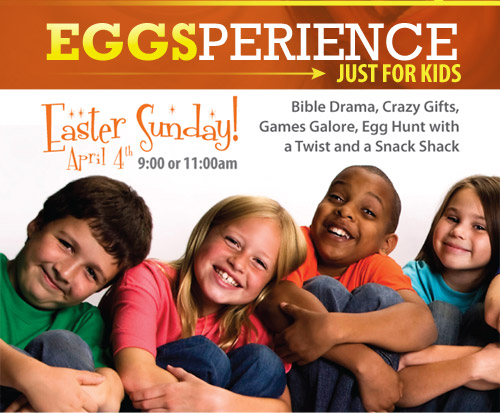 EGGSPERIENCE
JUST FOR KIDS
Easter Sunday!
April 4th 9:00 or 11:00am
Bible Drama, Crazy Gifts,
Games Galore, Egg Hunt with
a Twist and a Snack Shack